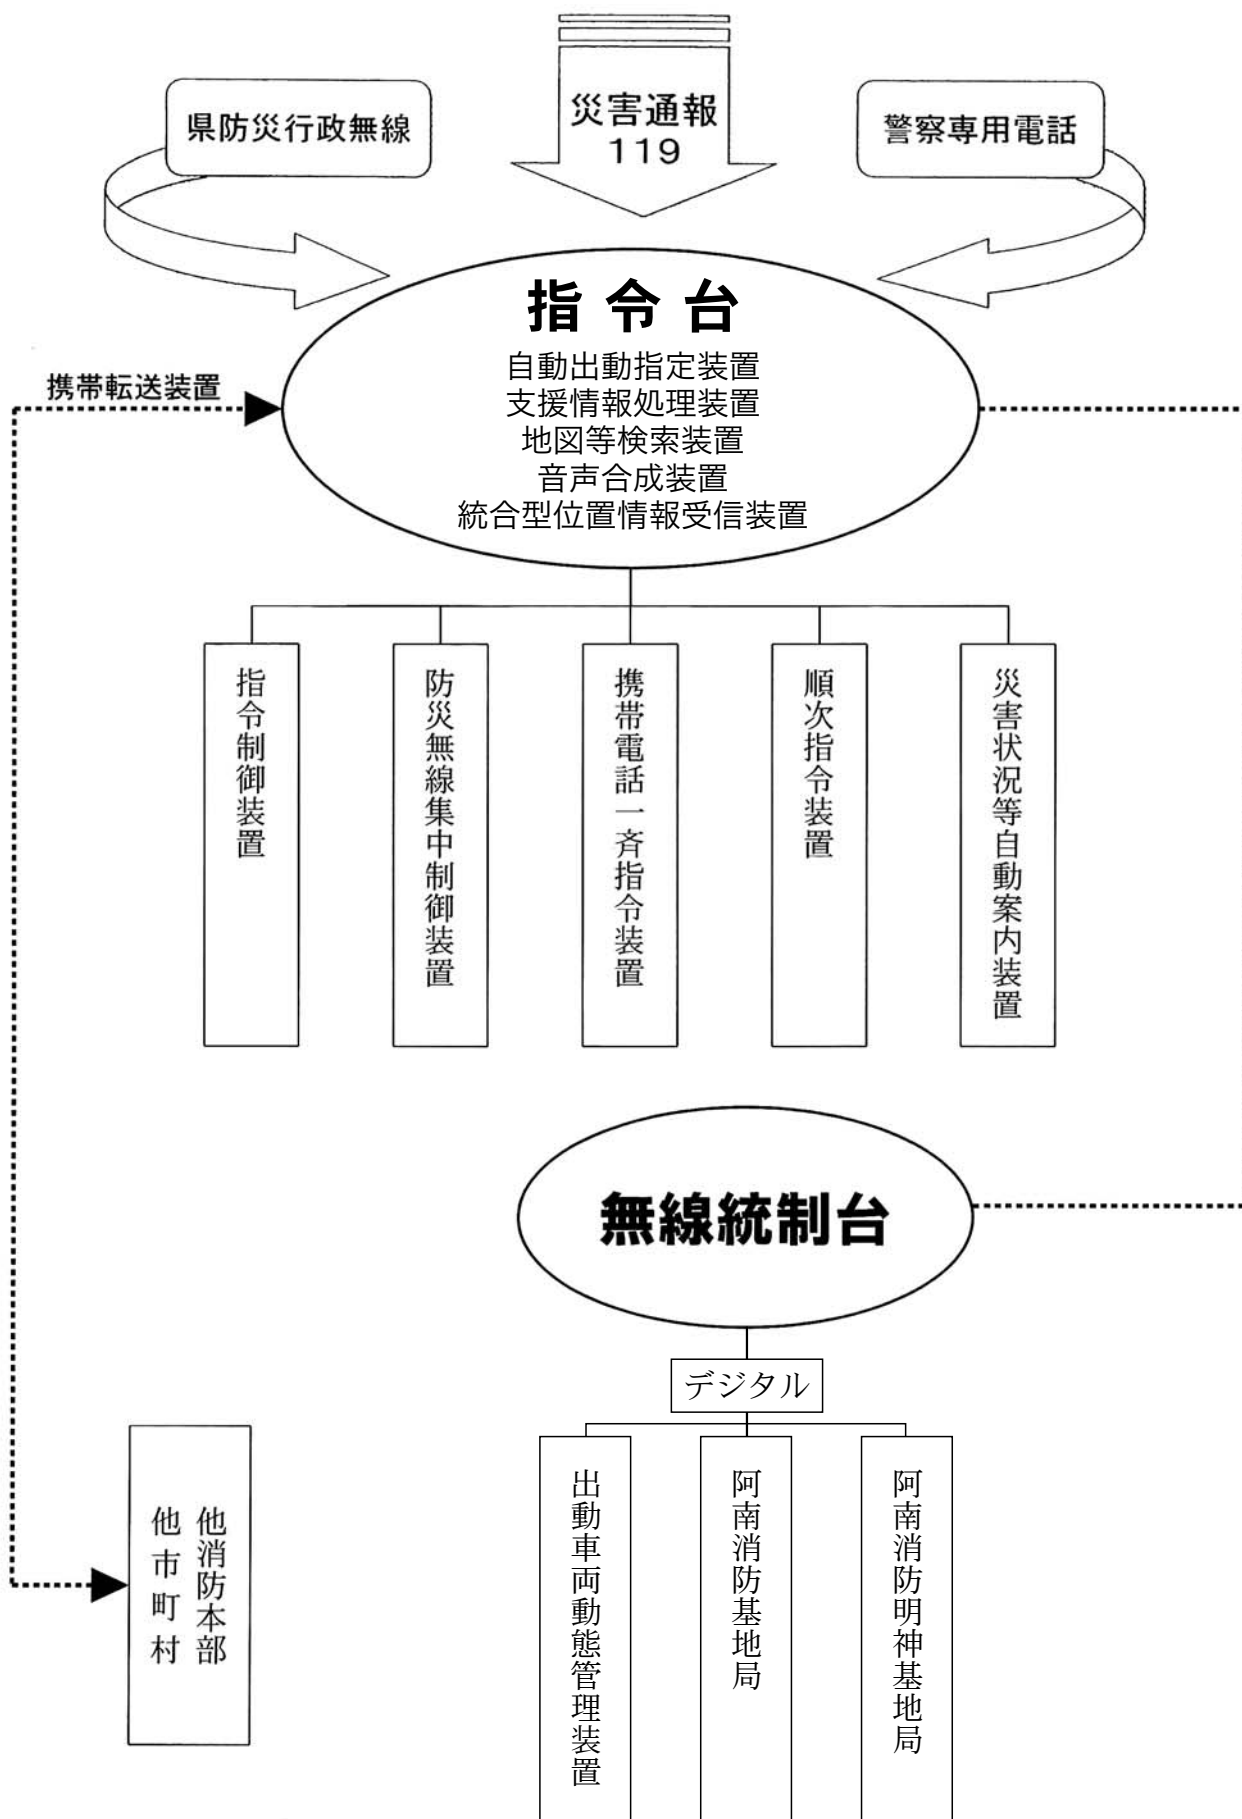 県防災行政無線
災害通報
119
警察専用電話
指令台
自動出動指定装置
支援情報処理装置
地図等検索装置
音声合成装置
統合型位置情報受信装置
携帯転送装置
指令制御装置
防災無線集中制御装置
携帯電話一斉指令装置
順次指令装置
災害状況等自動案内装置
無線統制台
デジタル
他消防本部
他市町村
出動車両動態管理装置
阿南消防基地局
阿南消防明神基地局